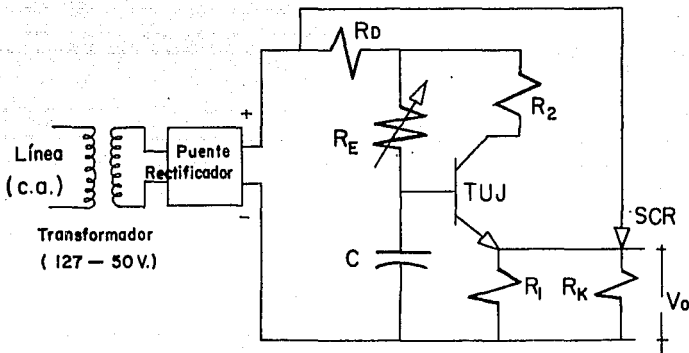 RD
R2
RE
+
Línea
(c.a.)
Puente
Rectificador
TUJ
SCR
-
Transformador
(127 - 50 V.)
C
R1
RK
Vo